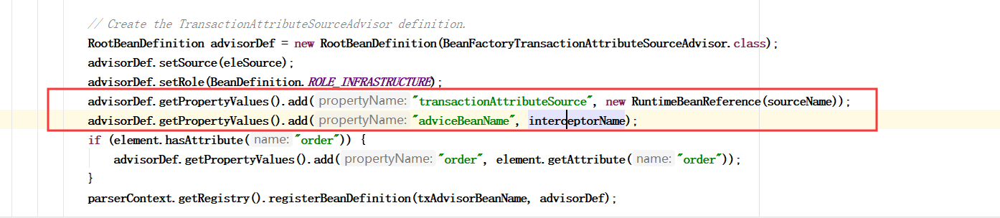 // Create the TransactionAttributeSourceAdvisor definition.
RootBeanDefinition advisorDef = new RootBeanDefinition(BeanFactoryTransactionAttributeSourceAdvisor.class);
advisorDef.setSource(eleSource);
advisorDef.setRole(BeanDefinition.ROLE_INFRASTRUCTURE);
advisorDef.getPropertyValues().add( propertyName: "transactionAttributeSource", new RuntimeBeanReference(sourceName));
advisorDef.getPropertyValues().add( propertyName: "adviceBeanName", interceptorName);
if (element.hasAttribute( name: "order")) {
advisorDef.getPropertyValues().add( propertyName: "order", element.getAttribute( name: "order"));
}
parserContext.getRegistry().registerBeanDefinition(txAdvisorBeanName, advisorDef);